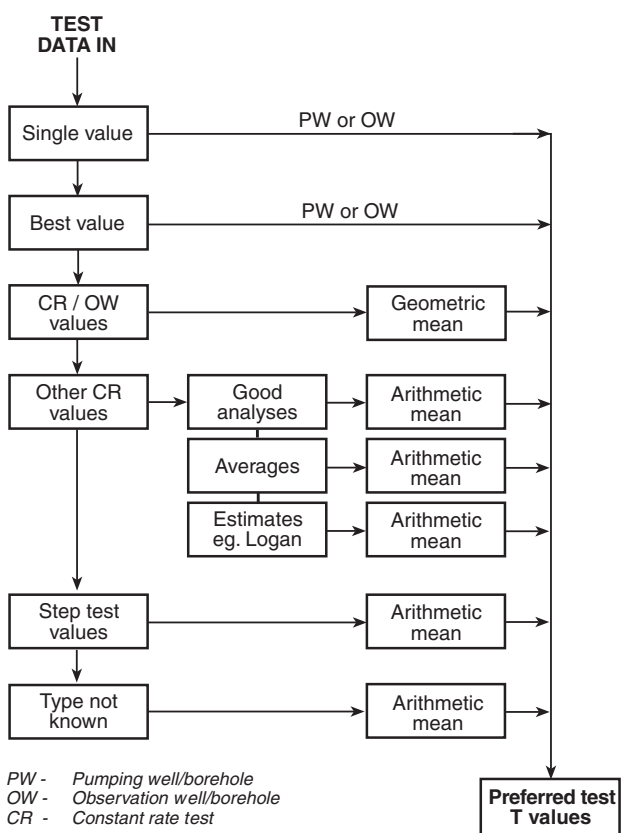 TEST
DATA IN
Single value
PW or OW
Best value
PW or OW
CR / OW
values
Geometric
mean
Other CR
values
Good
analyses
Arithmetic
mean
Averages
Arithmetic
mean
Estimates
eg. Logan
Arithmetic
mean
Step test
values
Arithmetic
mean
Type not
known
Arithmetic
mean
PW - Pumping well/borehole
OW - Observation well/borehole
CR - Constant rate test
Preferred test
T values